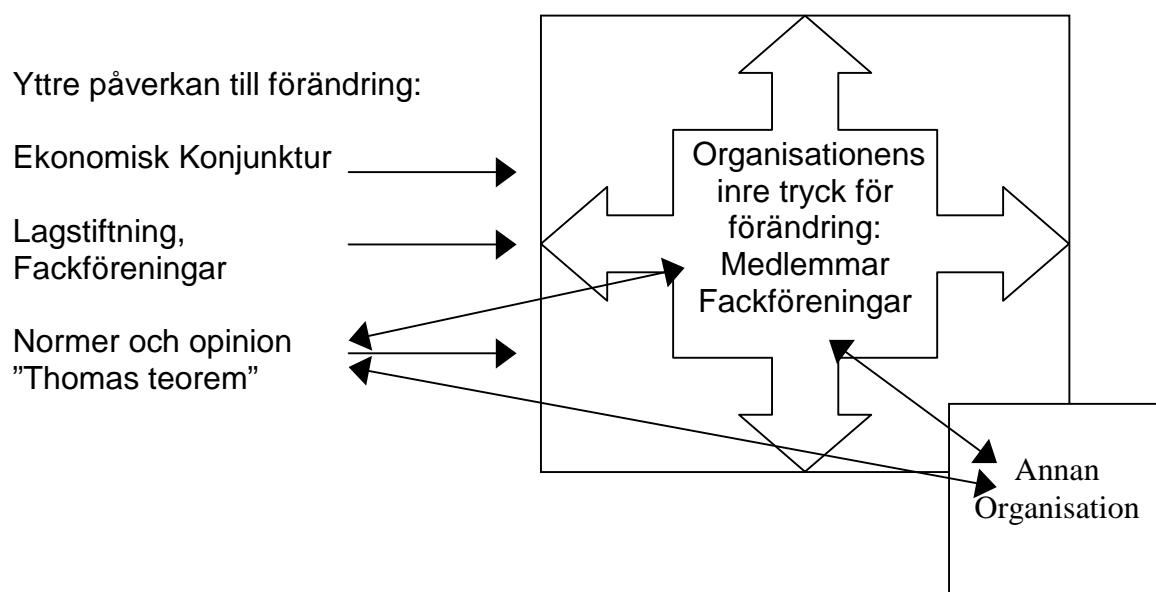 Yttre påverkan till förändring:
Ekonomisk Konjunktur
Lagstiftning,
Fackföreningar
Normer och opinion
”Thomas teorem”
Organisationens
inre tryck för
förändring:
Medlemmar
Fackföreningar
Annan
Organisation